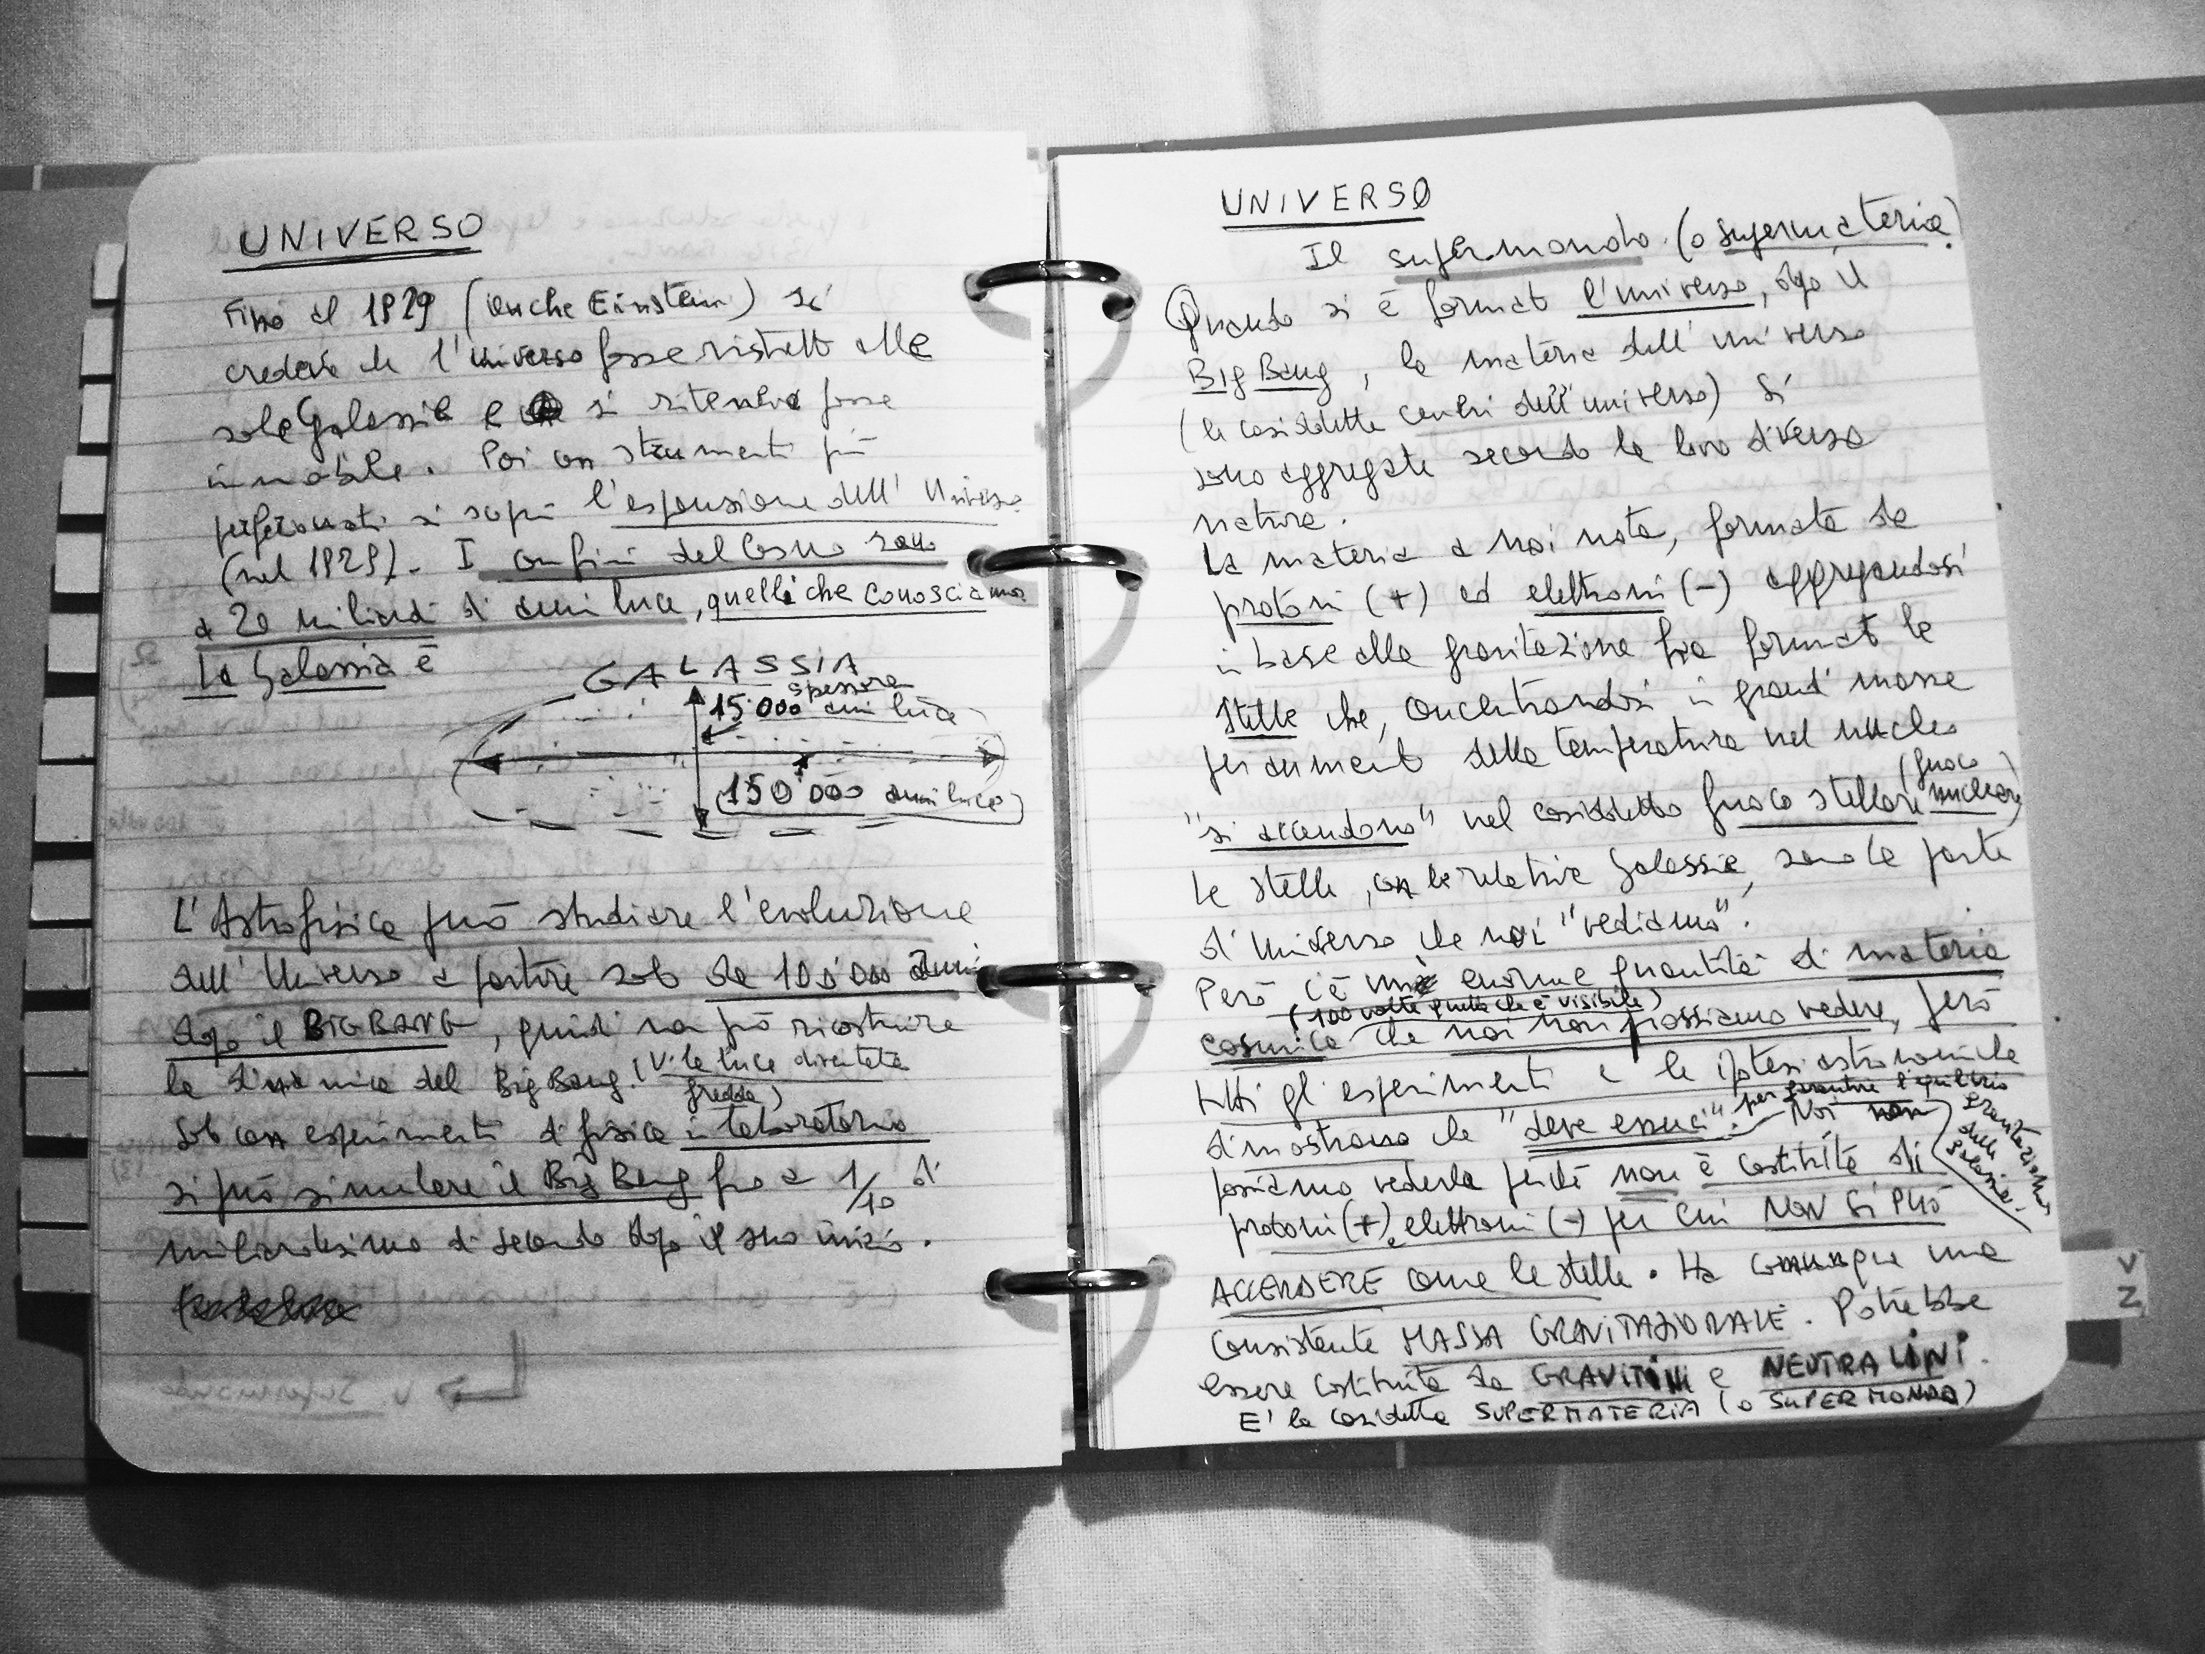 UNIVERSO
Fino al 1929 (anche Einstein) si
credeva che l'universo fosse ristretto alla
sola Galassia e si riteneva fosse
immobile. Poi con strumenti più
perfezionati si scoprì l'espansione dell'Universo
(nel 1929). I confini del Cosmo sono
a 20 miliardi di anni luce, quelli che conosciamo
La Galassia è
GALASSIA
spessore
15.000 anni luce
(150'000 anni luce)
L'Astrofisica può studiare l'evoluzione
dell'Universo a partire solo da 100'000 anni
dopo il BIG BANG, quindi non può ricostruire
la dinamica del Big Bang. (V. la luce diventata
fredda)
Solo con esperimenti di fisica in laboratorio
si può simulare il Big Bang fino a 1/10 di
miliardesimo di secondo dopo il suo inizio.
V. Supermondo
UNIVERSO
Il supermondo (o supermateria)
Quando si è formato l'universo, dopo il
Big Bang, la materia dell'universo
(le cosiddette ceneri dell'universo) si
sono aggregate secondo la loro diversa
natura.
La materia a noi nota, formata da
protoni (+) ed elettroni (-) aggregandosi
in base alla gravitazione ha formato le
stelle che, concentrandosi in grandi masse
per aumento della temperatura nel nucleo
"si accendono" nel cosiddetto fuoco stellare (fuoco
nucleare)
Le stelle, con le relative Galassie, sono la parte
di Universo che noi "vediamo".
Però c'è enorme quantità di materia
(100 volte quella che è visibile)
cosmica che noi non possiamo vedere, però
tutti gli esperimenti e le ipotesi astronomiche
dimostrano che "deve esserci". per garantire l'equilibrio
gravitazionale
delle
Galassie.
Noi non
possiamo vederla perché non è costituita di
protoni (+) e elettroni (-) per cui NON SI PUÒ
ACCENDERE come le stelle. Ha comunque una
consistente MASSA GRAVITAZIONALE. Potrebbe
essere costituita da GRAVITINI e NEUTRALINI.
E' la cosidetta SUPERMATERIA (o SUPERMONDO)
V
Z